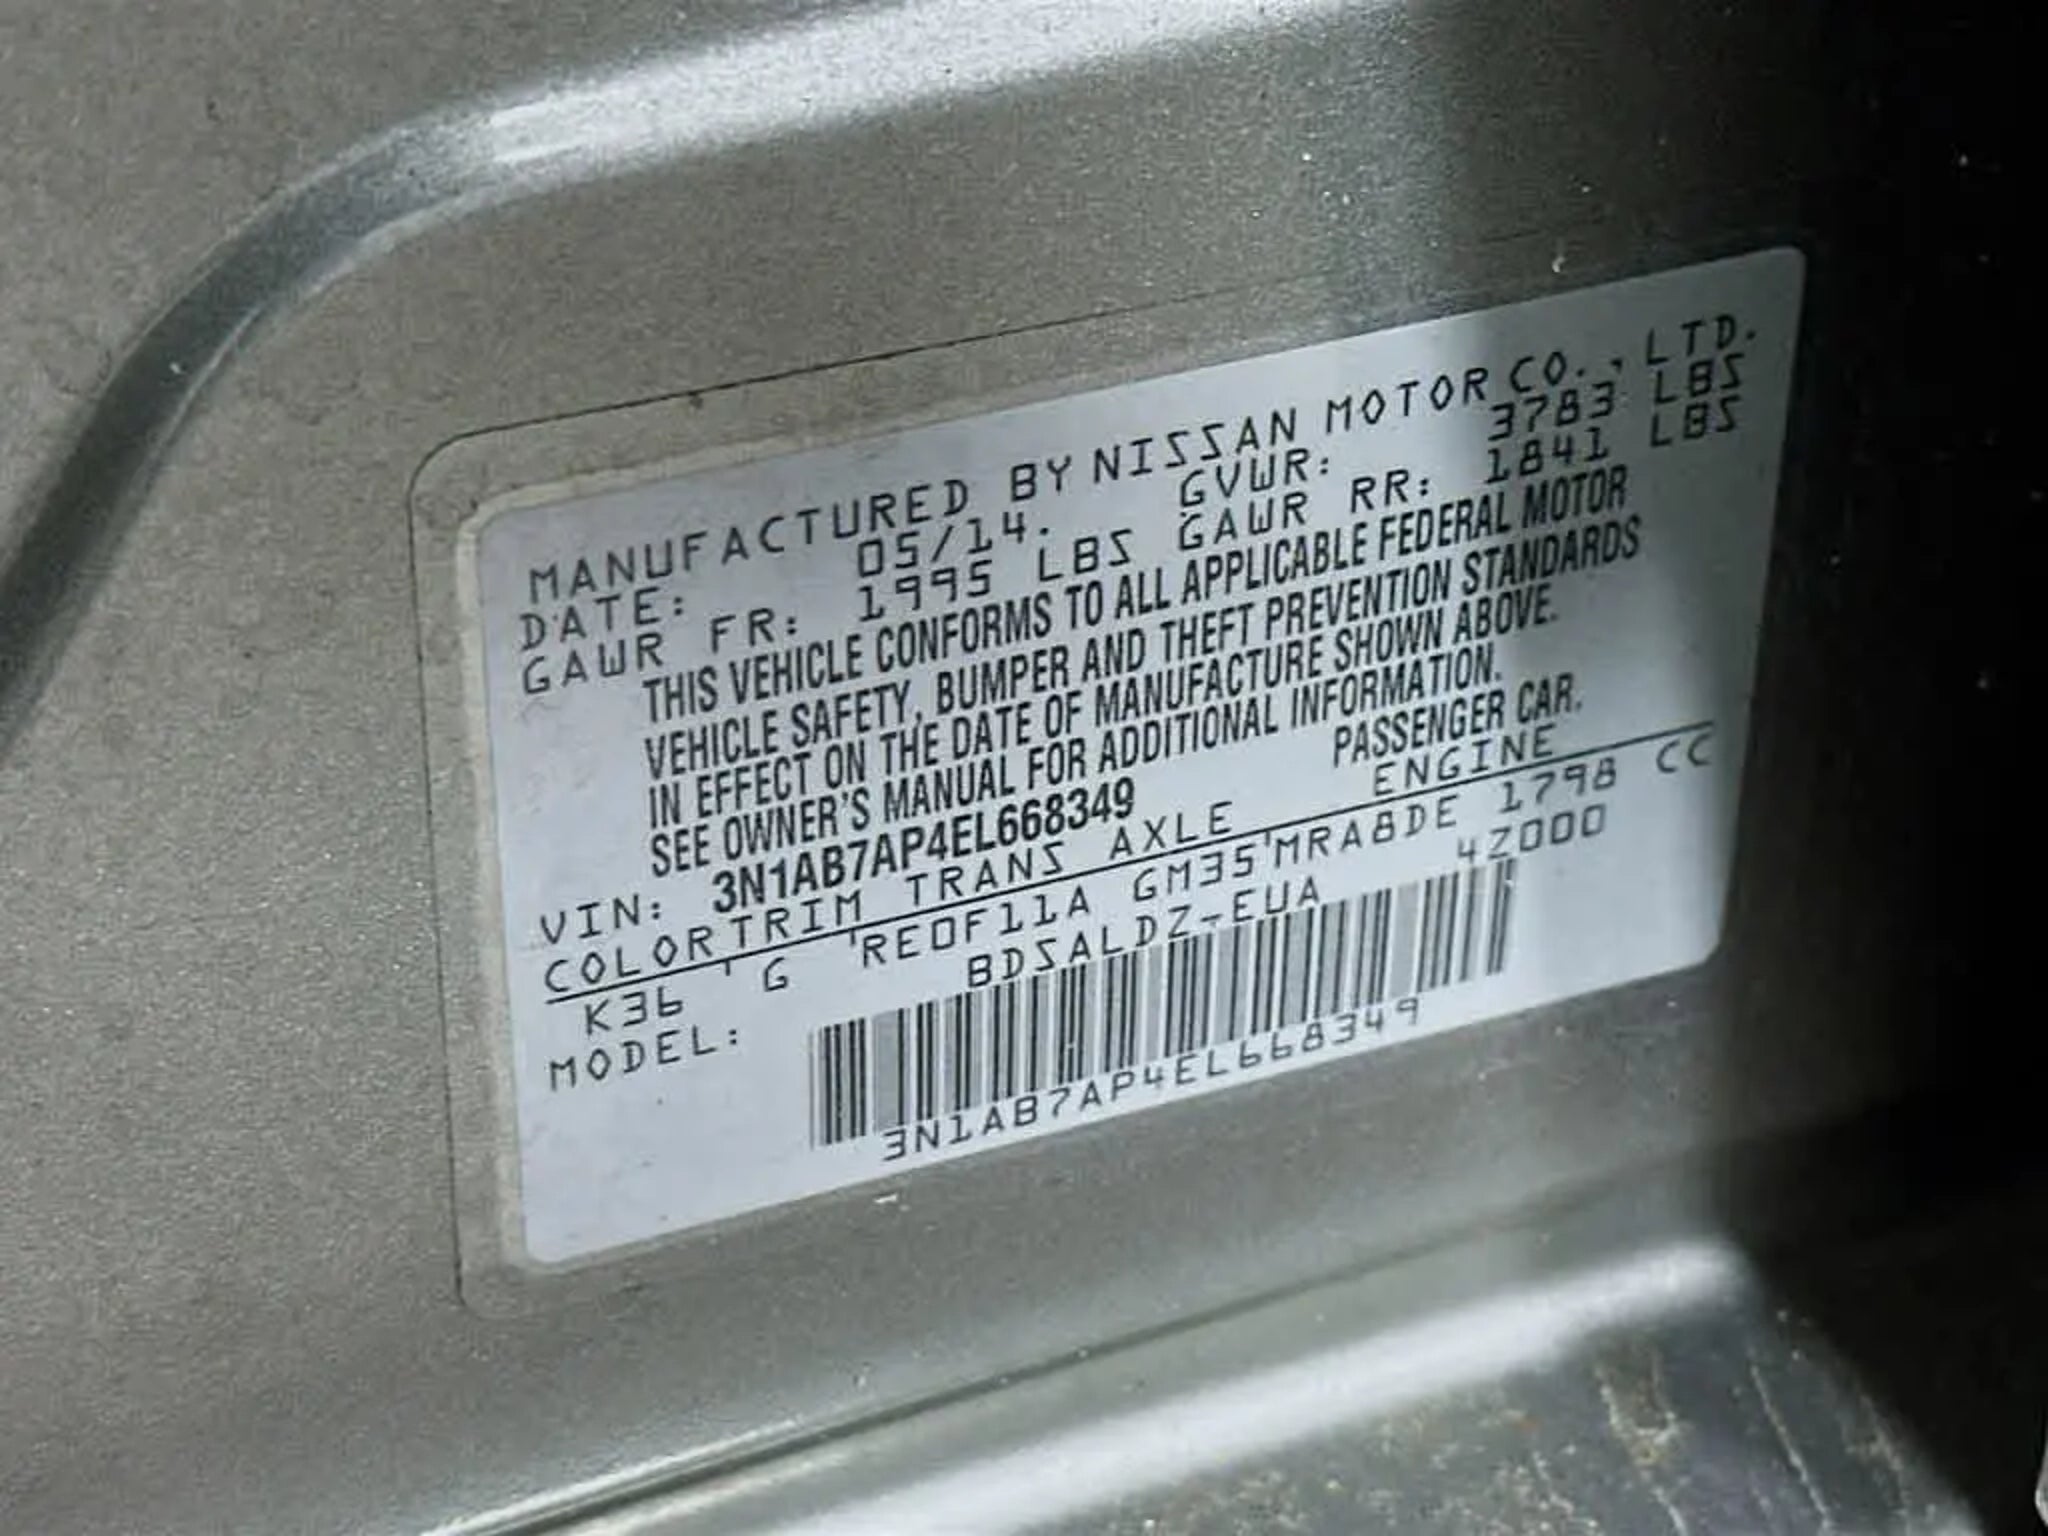 MANUFACTURED BY NISSAN MOTOR CO., LTD.
DATE: 05/14. GVWR: 3783 LBS
GAWR FR: 1995 LBS GAWR RR: 1841 LBS
THIS VEHICLE CONFORMS TO ALL APPLICABLE FEDERAL MOTOR
VEHICLE SAFETY, BUMPER AND THEFT PREVENTION STANDARDS
IN EFFECT ON THE DATE OF MANUFACTURE SHOWN ABOVE.
SEE OWNER'S MANUAL FOR ADDITIONAL INFORMATION.
VIN: 3N1AB7AP4EL668349 PASSENGER CAR.
COLOR TRIM TRANS AXLE ENGINE
K36 G RE0F11A GM35 MRA8DE 1798 CC
MODEL: BDSALDZ-EUA 4Z000
3N1AB7AP4EL668349